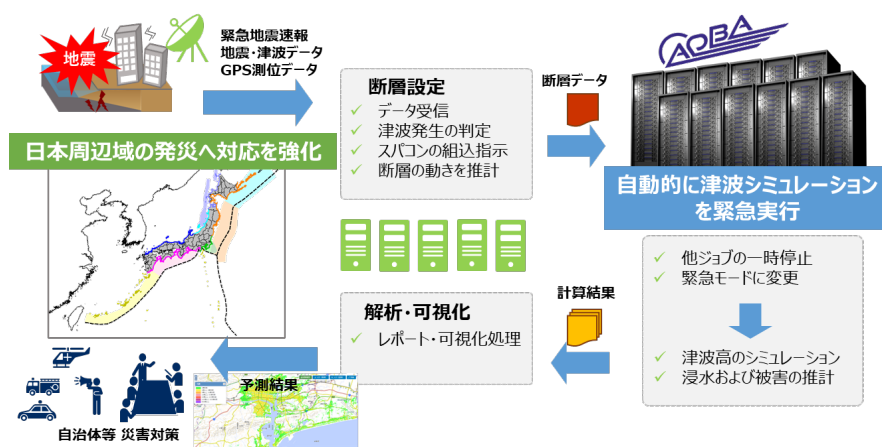 地震
緊急地震速報
地震・津波データ
GPS測位データ
断層設定
データ受信
津波発生の判定
スパコンの組込指示
断層の動きを推計
断層データ
AOBA
日本周辺域の発災へ対応を強化
自動的に津波シミュレーション
を緊急実行
他ジョブの一時停止
緊急モードに変更
津波高のシミュレーション
浸水および被害の推計
計算結果
解析・可視化
レポート・可視化処理
予測結果
自治体等 災害対策